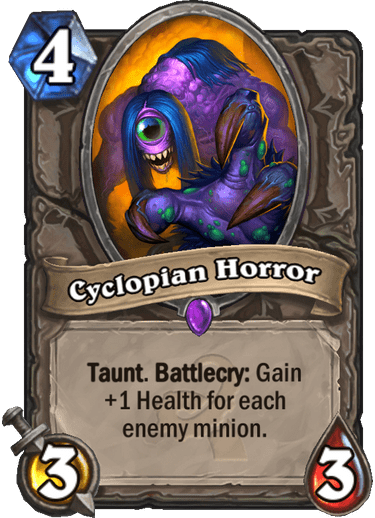 4
Cyclopian Horror
Taunt. Battlecry: Gain
+1 Health for each
enemy minion.
3
3